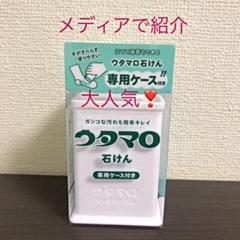 メディアで紹介
大人気❣️
ウタマロ石けん
専用ケース付き
ガンコな汚れも簡単キレイ
ウタマロ
石けん
専用ケース付き